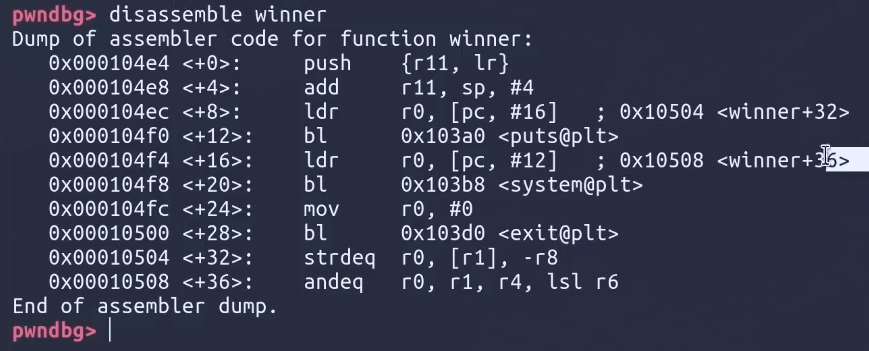 pwndbg> disassemble winner
Dump of assembler code for function winner:
0x000104e4 <+0>: push {r11, lr}
0x000104e8 <+4>: add r11, sp, #4
0x000104ec <+8>: ldr r0, [pc, #16] ; 0x10504 <winner+32>
0x000104f0 <+12>: bl 0x103a0 <puts@plt>
0x000104f4 <+16>: ldr r0, [pc, #12] ; 0x10508 <winner+36>
0x000104f8 <+20>: bl 0x103b8 <system@plt>
0x000104fc <+24>: mov r0, #0
0x00010500 <+28>: bl 0x103d0 <exit@plt>
0x00010504 <+32>: strdeq r0, [r1], -r8
0x00010508 <+36>: andeq r0, r1, r4, lsl r6
End of assembler dump.
pwndbg>